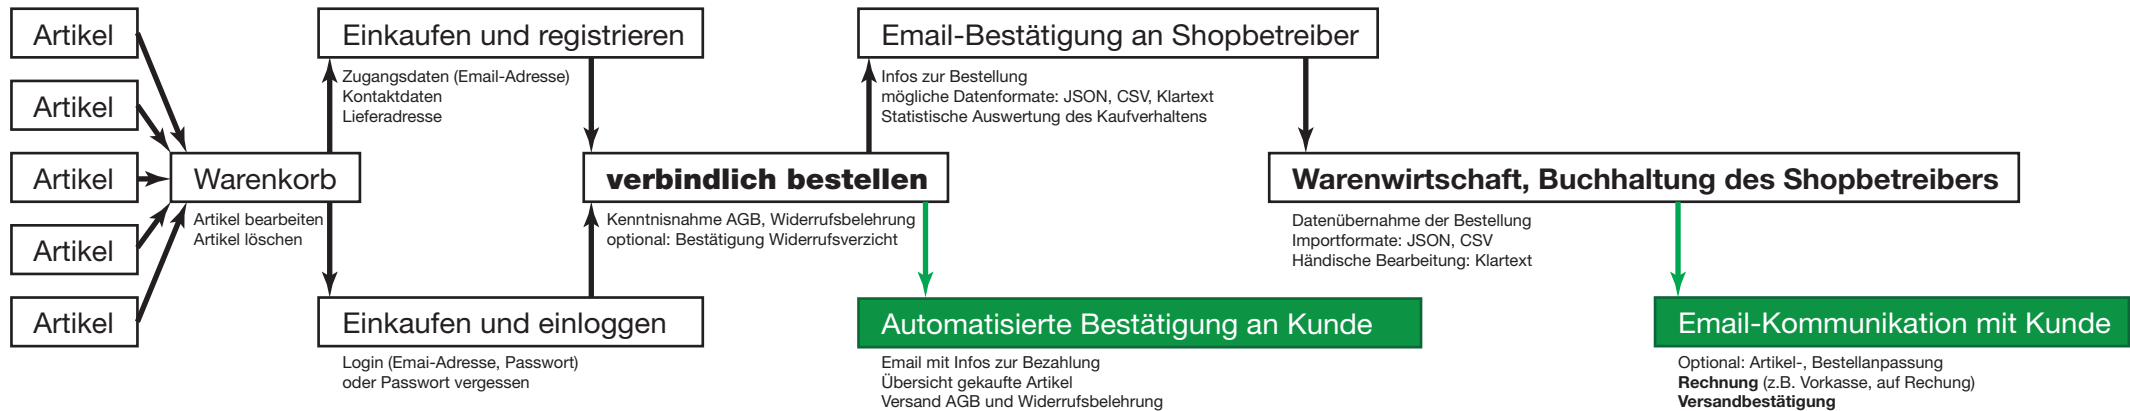 Artikel
Artikel
Artikel
Artikel
Artikel
Warenkorb
Artikel bearbeiten
Artikel löschen
Einkaufen und registrieren
Zugangsdaten (Email-Adresse)
Kontaktdaten
Lieferadresse
Einkaufen und einloggen
Login (Emai-Adresse, Passwort)
oder Passwort vergessen
verbindlich bestellen
Kenntnisnahme AGB, Widerrufsbelehrung
optional: Bestätigung Widerrufsverzicht
Email-Bestätigung an Shopbetreiber
Infos zur Bestellung
mögliche Datenformate: JSON, CSV, Klartext
Statistische Auswertung des Kaufverhaltens
Automatisierte Bestätigung an Kunde
Email mit Infos zur Bezahlung
Übersicht gekaufte Artikel
Versand AGB und Widerrufsbelehrung
Warenwirtschaft, Buchhaltung des Shopbetreibers
Datenübernahme der Bestellung
Importformate: JSON, CSV
Händische Bearbeitung: Klartext
Email-Kommunikation mit Kunde
Optional: Artikel-, Bestellanpassung
Rechnung (z.B. Vorkasse, auf Rechung)
Versandbestätigung